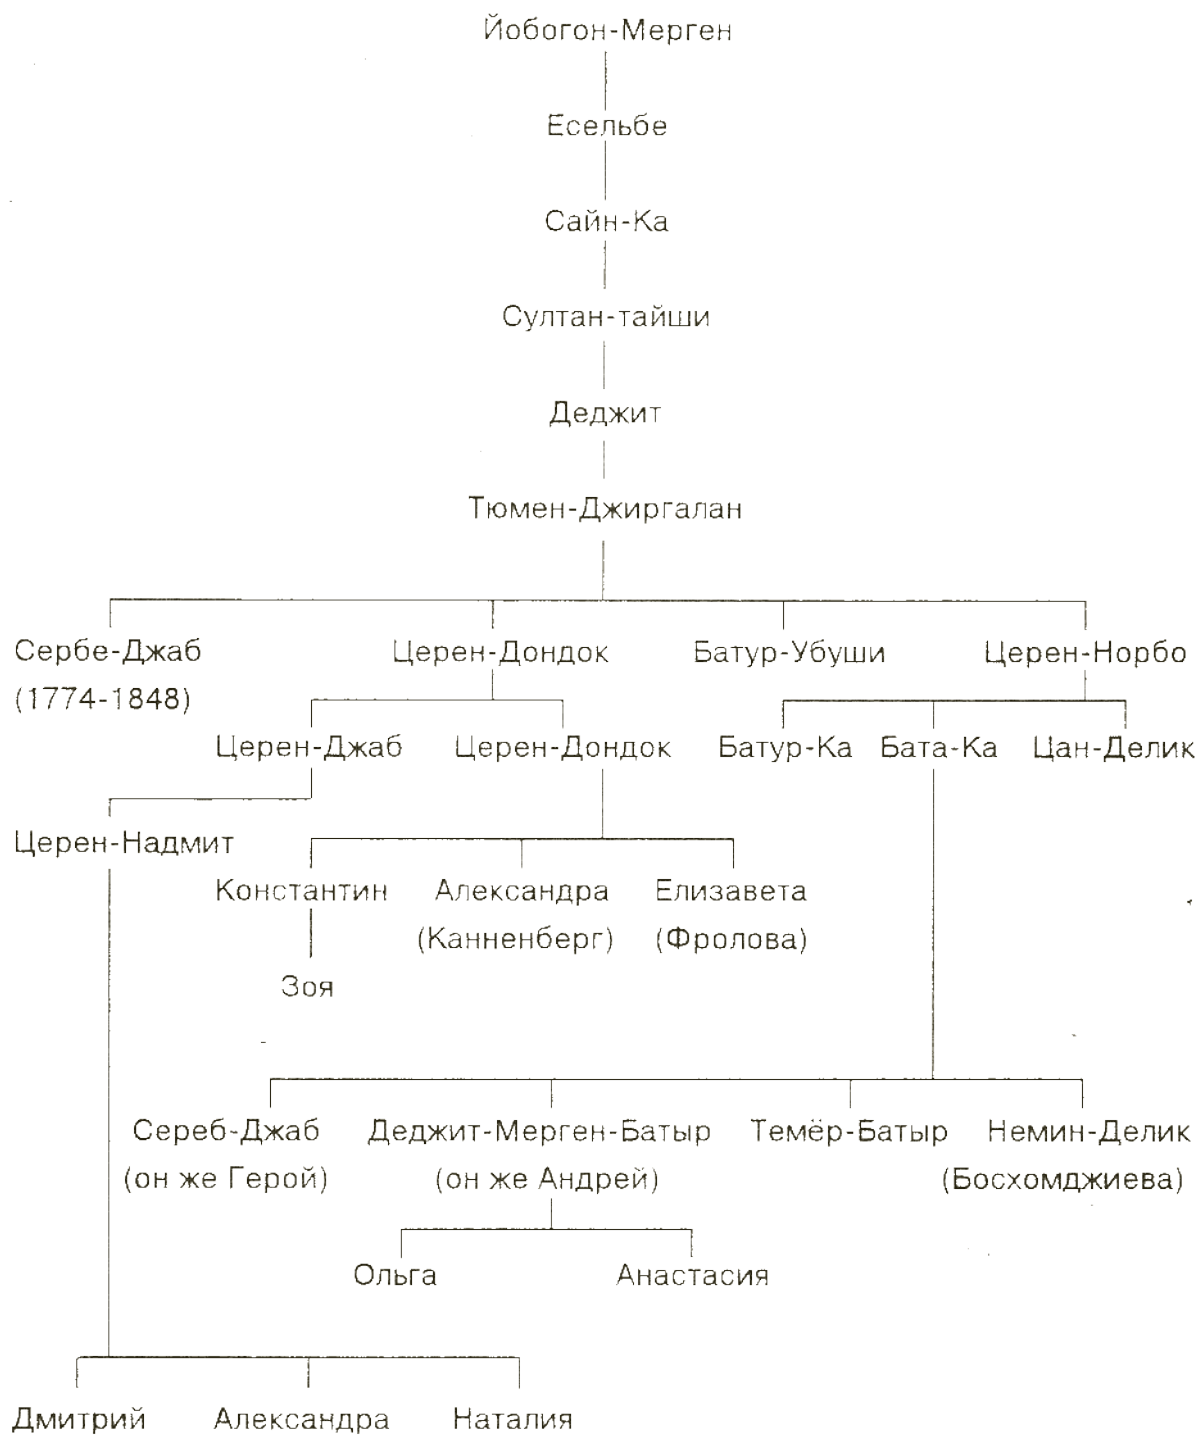 Йобогон-Мерген
Есельбе
Сайн-Ка
Султан-тайши
Деджит
Тюмен-Джиргалан
Сербе-Джаб Церен-Дондок Батур-Убуши Церен-Норбо
(1774-1848)
Церен-Джаб Церен-Дондок Батур-Ка Бата-Ка Цан-Делик
Церен-Надмит
Константин Александра Елизавета
(Канненберг) (Фролова)
Зоя
Сереб-Джаб Деджит-Мерген-Батыр Темёр-Батыр Немин-Делик
(он же Герой) (он же Андрей) (Босхомджиева)
Ольга Анастасия
Дмитрий Александра Наталия